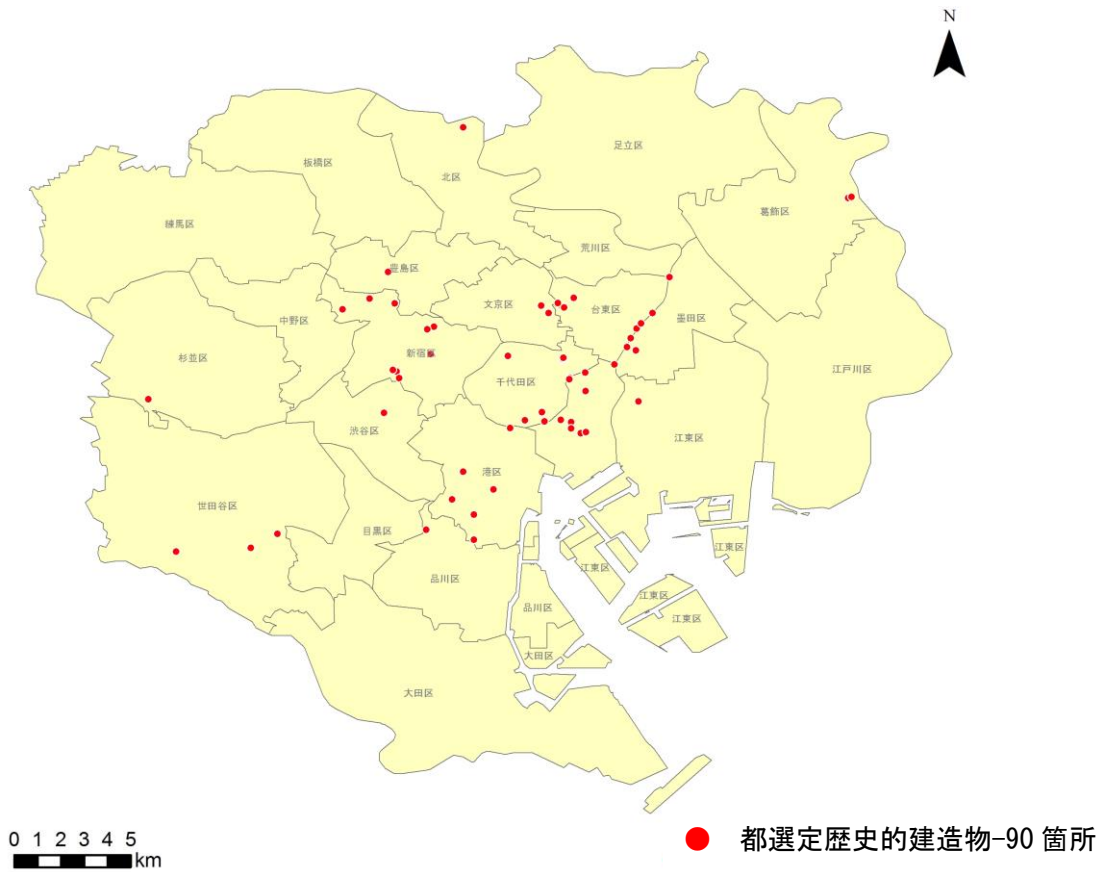 N
足立区
板橋区
北区
葛飾区
練馬区
荒川区
豊島区
文京区
台東区
墨田区
中野区
杉並区
新宿区
千代田区
江戸川区
渋谷区
江東区
港区
世田谷区
目黒区
江東区
品川区
江東区
江東区
品川区
江東区
大田区
大田区
0 1 2 3 4 5
km
都選定歴史的建造物-90 箇所